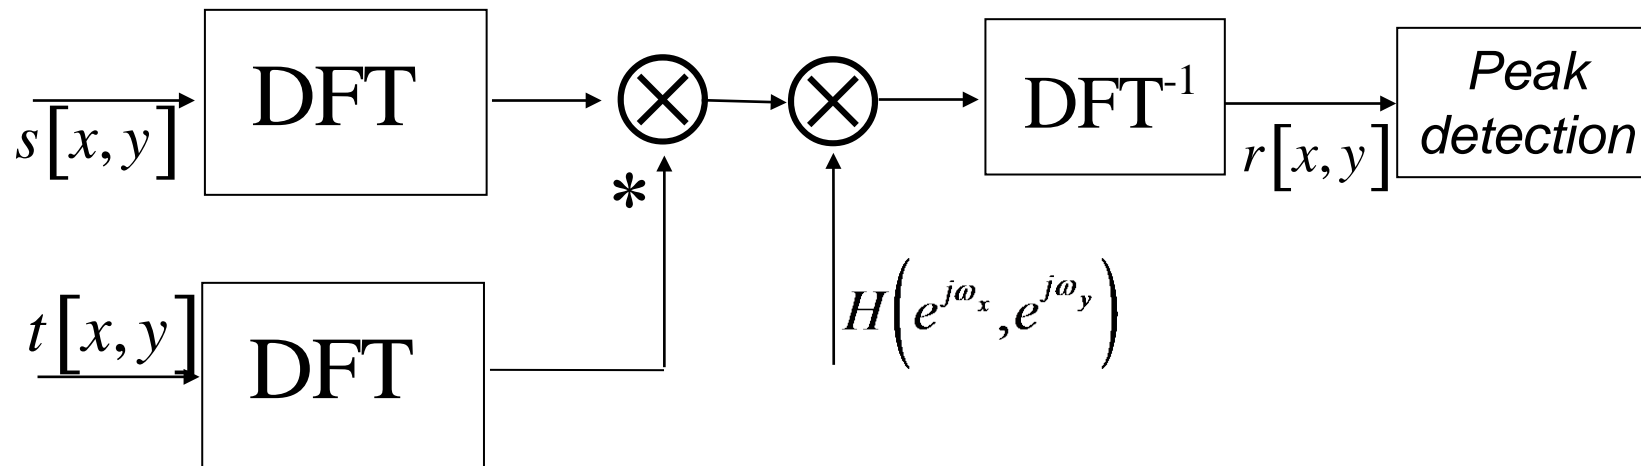 DFT
s[x, y]
*
DFT⁻¹
r[x, y]
Peak
detection
t[x, y]
DFT
H(e^{jω_x}, e^{jω_y})